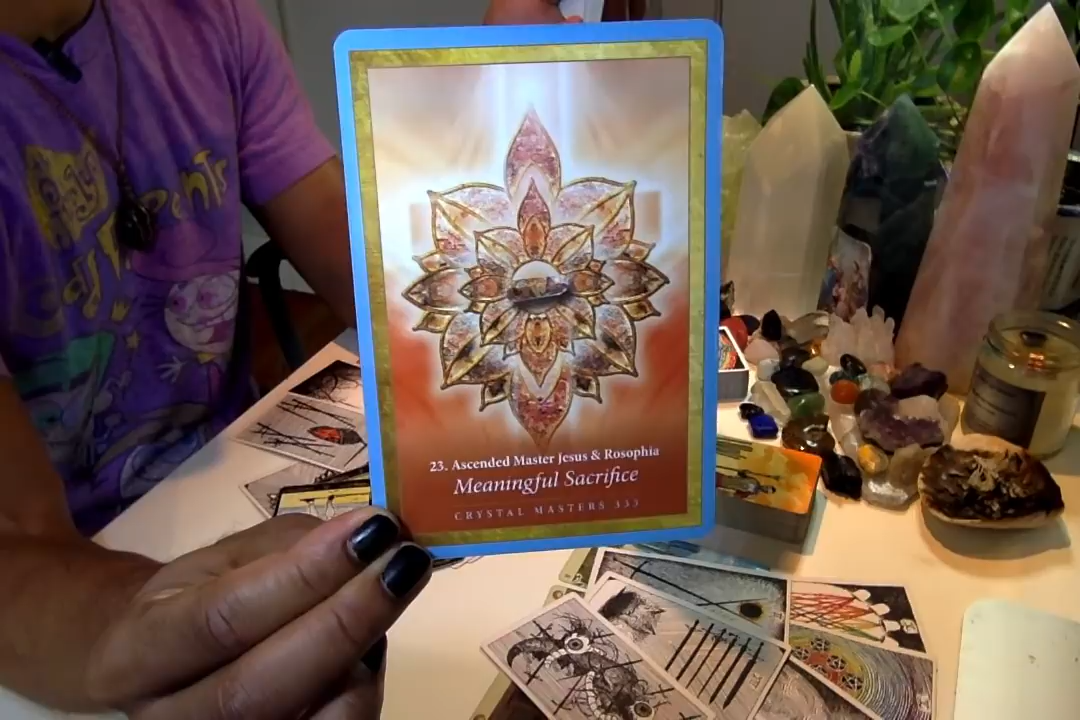 23. Ascended Master Jesus & Rosophia
Meaningful Sacrifice
CRYSTAL MASTERS 333